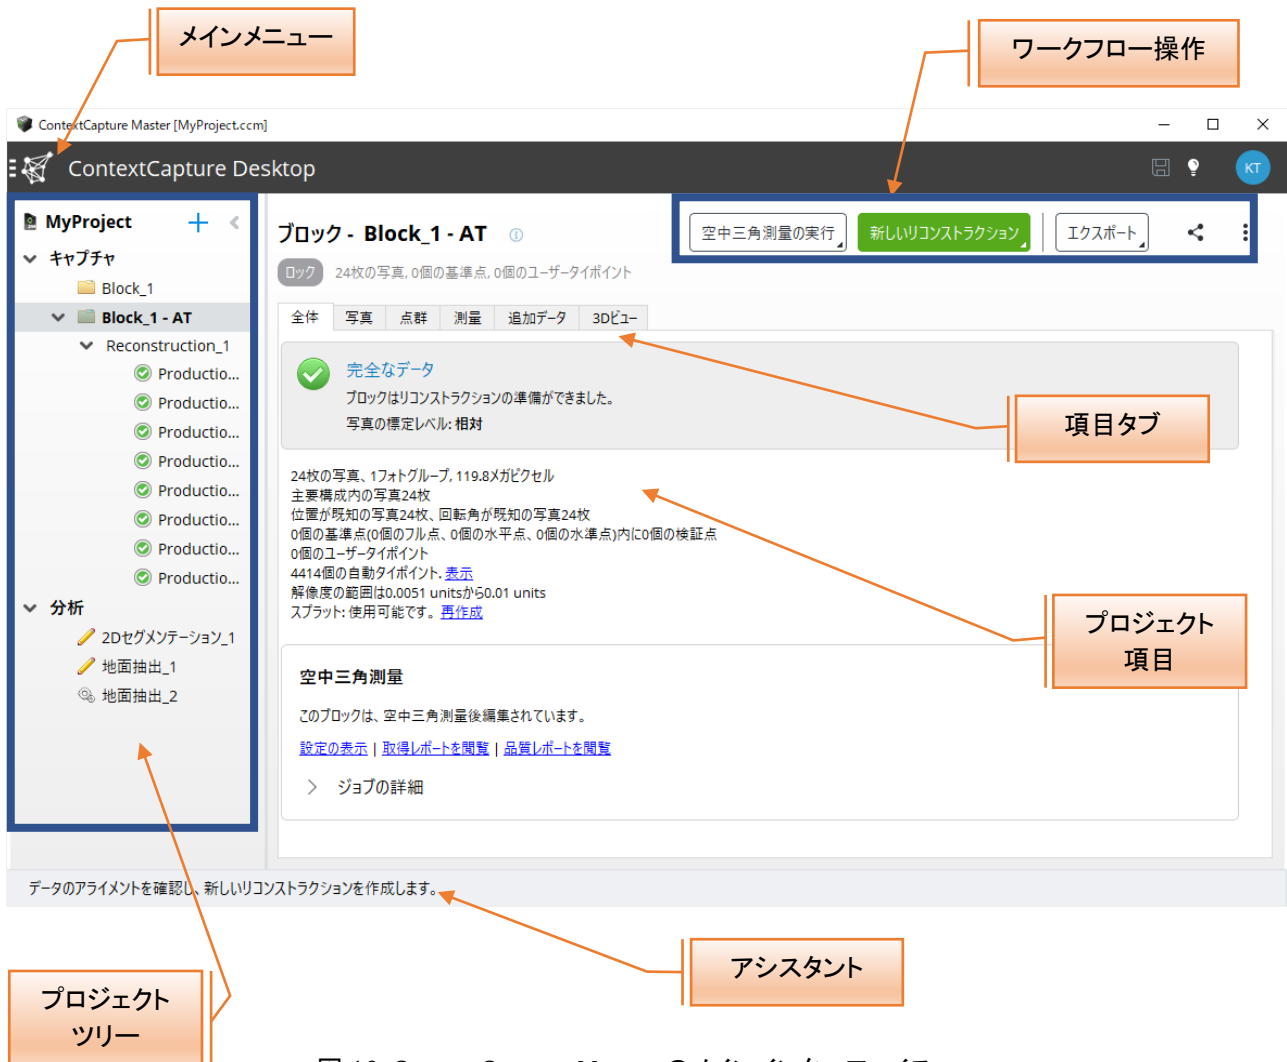 メインメニュー
ワークフロー操作
ContextCapture Master [MyProject.ccm]
ContextCapture Desktop
KT
MyProject
キャプチャ
Block_1
Block_1 - AT
Reconstruction_1
Productio...
Productio...
Productio...
Productio...
Productio...
Productio...
Productio...
Productio...
分析
2Dセグメンテーション_1
地面抽出_1
地面抽出_2
ブロック - Block_1 - AT
空中三角測量の実行 新しいリコンストラクション エクスポート
ロック 24枚の写真, 0個の基準点, 0個のユーザータイポイント
全体 写真 点群 測量 追加データ 3Dビュー
完全なデータ
ブロックはリコンストラクションの準備ができました。
写真の標定レベル: 相対
項目タブ
24枚の写真、1フォトグループ, 119.8メガピクセル
主要構成内の写真24枚
位置が既知の写真24枚、回転角が既知の写真24枚
0個の基準点(0個のフル点、0個の水平点、0個の水準点)内に0個の検証点
0個のユーザータイポイント
4414個の自動タイポイント. 表示
解像度の範囲は0.0051 unitsから0.01 units
スプラット: 使用可能です。 再作成
プロジェクト
項目
空中三角測量
このブロックは、空中三角測量後編集されています。
設定の表示 | 取得レポートを閲覧 | 品質レポートを閲覧
ジョブの詳細
データのアライメントを確認し、新しいリコンストラクションを作成します。
アシスタント
プロジェクト
ツリー